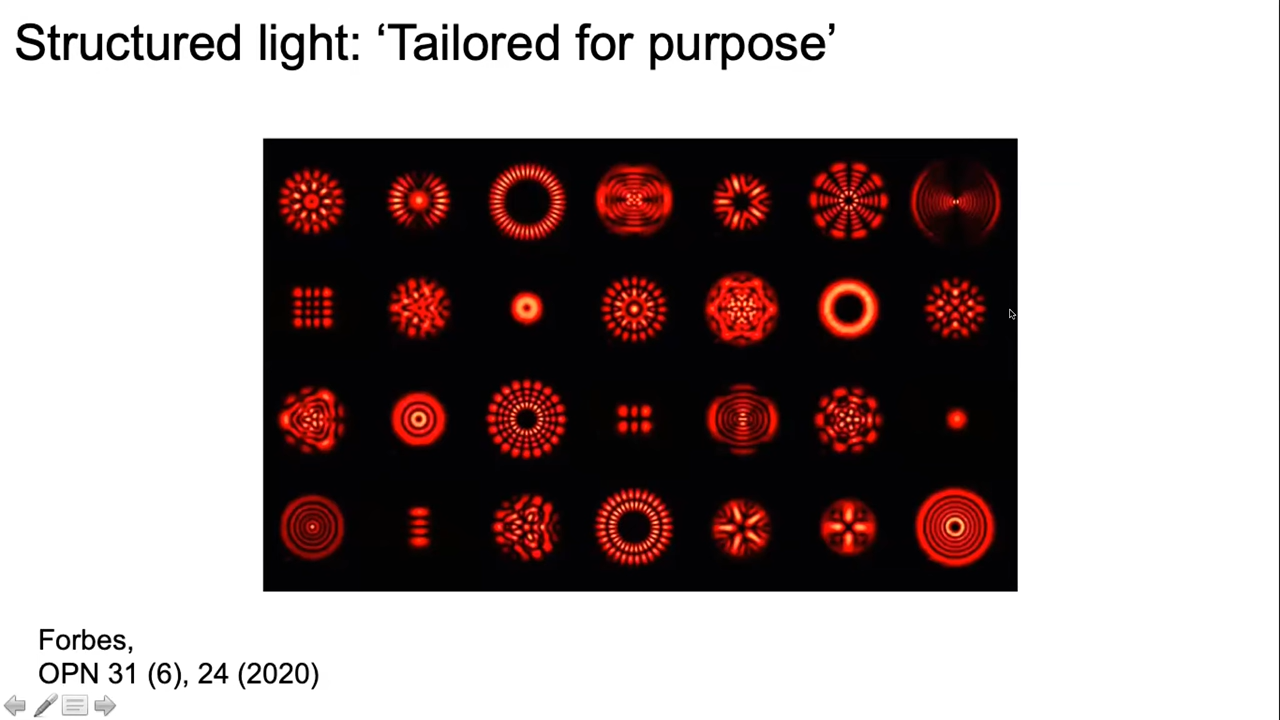 Structured light: ‘Tailored for purpose’
Forbes,
OPN 31 (6), 24 (2020)